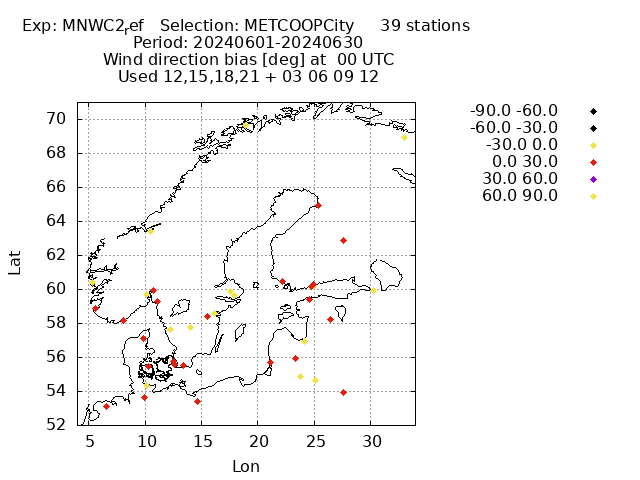 Exp: MNWC2ref   Selection: METCOOPCity     39 stations
Period: 20240601-20240630
Wind direction bias [deg] at  00 UTC
Used 12,15,18,21 + 03 06 09 12
-90.0 -60.0
-60.0 -30.0
-30.0 0.0
0.0 30.0
30.0 60.0
60.0 90.0
Lat
70
68
66
64
62
60
58
56
54
52
5 10 15 20 25 30
Lon